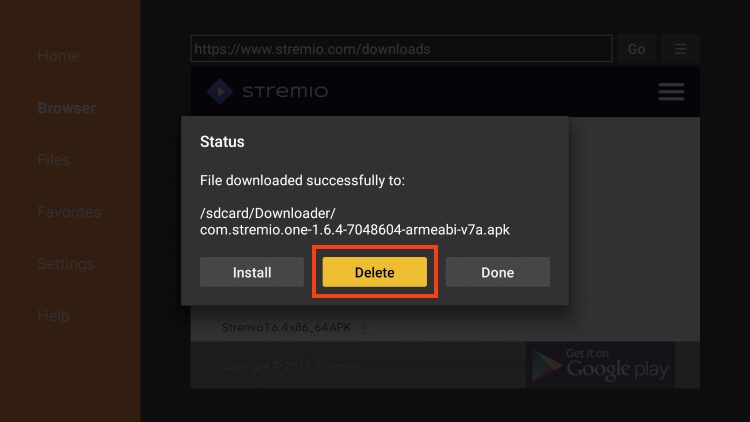 Home
Browser
Files
Favorites
Settings
Help
https://www.stremio.com/downloads
Go
STREMIO
Status
File downloaded successfully to:
/sdcard/Downloader/
com.stremio.one-1.6.4-7048604-armeabi-v7a.apk
Install
Delete
Done
Stremio 1.6.4 x86_64 APK
Copyright © 2023 Stremio
Get it on
Google play